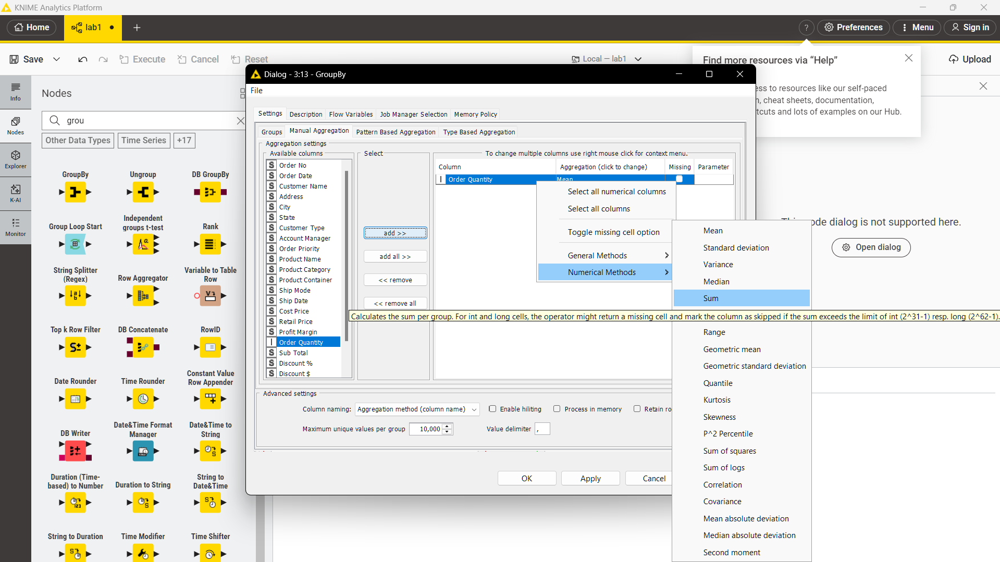 KNIME Analytics Platform
Home
lab1
?
Preferences
Menu
Sign in
Save
Execute
Cancel
Reset
Local — lab1
Upload
Find more resources via “Help”
ess to resources like our self-paced
, cheat sheets, documentation,
tcuts and lots of examples on our Hub.
Info
Nodes
Explorer
K-AI
Monitor
Nodes
grou
Other Data Types
Time Series
+17
GroupBy
Ungroup
DB GroupBy
Group Loop Start
Independent
groups t-test
Rank
String Splitter
(Regex)
Row Aggregator
Variable to Table
Row
Top k Row Filter
DB Concatenate
RowID
Date Rounder
Time Rounder
Constant Value
Row Appender
DB Writer
Date&Time Format
Manager
Date&Time to
String
Duration (Time-
based) to Number
Duration to String
String to
Date&Time
String to Duration
Time Modifier
Time Shifter
Dialog - 3:13 - GroupBy
File
Settings
Description
Flow Variables
Job Manager Selection
Memory Policy
Groups
Manual Aggregation
Pattern Based Aggregation
Type Based Aggregation
Aggregation settings
Available columns
S Order No
S Order Date
S Customer Name
S Address
S City
S State
S Customer Type
S Account Manager
S Order Priority
S Product Name
S Product Category
S Product Container
S Ship Mode
S Ship Date
S Cost Price
S Retail Price
S Profit Margin
I Order Quantity
S Sub Total
S Discount %
S Discount $
Select
add >>
add all >>
<< remove
<< remove all
To change multiple columns use right mouse click for context menu.
Column
Aggregation (click to change)
Missing
Parameter
I Order Quantity
Mean
Select all numerical columns
Select all columns
Toggle missing cell option
General Methods
Numerical Methods
Mean
Standard deviation
Variance
Median
Sum
Calculates the sum per group. For int and long cells, the operator might return a missing cell and mark the column as skipped if the sum exceeds the limit of int (2^31-1) resp. long (2^62-1).
Range
Geometric mean
Geometric standard deviation
Quantile
Kurtosis
Skewness
P^2 Percentile
Sum of squares
Sum of logs
Correlation
Covariance
Mean absolute deviation
Median absolute deviation
Second moment
Advanced settings
Column naming:
Aggregation method (column name)
Enable hiliting
Process in memory
Retain ro
Maximum unique values per group
10,000
Value delimiter
,
OK
Apply
Cancel
ode dialog is not supported here.
Open dialog